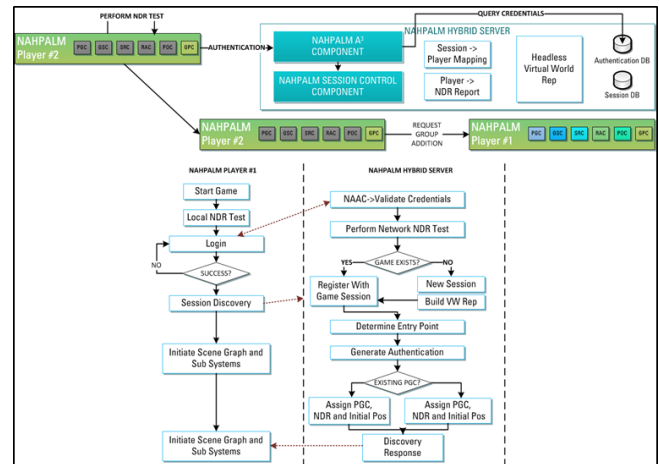 PERFORM NDR TEST
QUERY CREDENTIALS
NAHPALM
Player #2
PGC GSC SRC RAC POC GPC
AUTHENTICATION
NAHPALM HYBRID SERVER
NAHPALM A³
COMPONENT
NAHPALM SESSION CONTROL
COMPONENT
Session ->
Player Mapping
Player ->
NDR Report
Headless
Virtual World
Rep
Authentication DB
Session DB
NAHPALM
Player #2
PGC GSC SRC RAC POC GPC
REQUEST
GROUP
ADDITION
NAHPALM
Player #1
PGC GSC SRC RAC POC GPC
NAHPALM PLAYER #1
NAHPALM HYBRID SERVER
Start Game
Local NDR Test
Login
NO
SUCCESS?
Session Discovery
Initiate Scene Graph and
Sub Systems
Initiate Scene Graph and
Sub Systems
NAAC->Validate Credentials
Perform Network NDR Test
YES
GAME EXISTS?
NO
Register With
Game Session
New Session
Build VW Rep
Determine Entry Point
Generate Authentication
EXISTING PGC?
Assign PGC,
NDR and Initial Pos
Assign PGC,
NDR and Initial Pos
Discovery
Response